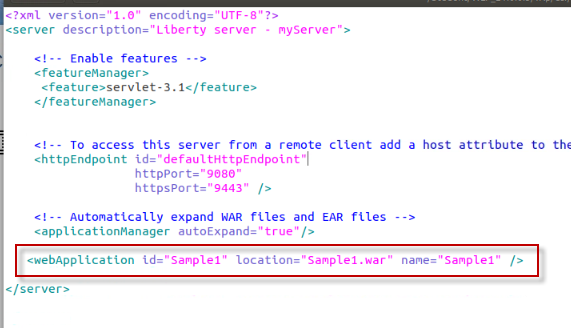 <?xml version="1.0" encoding="UTF-8"?>
<server description="Liberty server - myServer">
<!-- Enable features -->
<featureManager>
<feature>servlet-3.1</feature>
</featureManager>
<!-- To access this server from a remote client add a host attribute to the
<httpEndpoint id="defaultHttpEndpoint"
httpPort="9080"
httpsPort="9443" />
<!-- Automatically expand WAR files and EAR files -->
<applicationManager autoExpand="true"/>
<webApplication id="Sample1" location="Sample1.war" name="Sample1" />
</server>